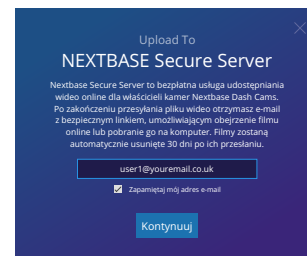 Upload To
NEXTBASE Secure Server
Nextbase Secure Server to bezpłatna usługa udostępniania
wideo online dla właścicieli kamer Nextbase Dash Cams.
Po zakończeniu przesyłania pliku wideo otrzymasz e-mail
z bezpiecznym linkiem, umożliwiającym obejrzenie filmu
online lub pobranie go na komputer. Filmy zostaną
automatycznie usunięte 30 dni po ich przesłaniu.
user1@youremail.co.uk
Zapamiętaj mój adres e-mail
Kontynuuj